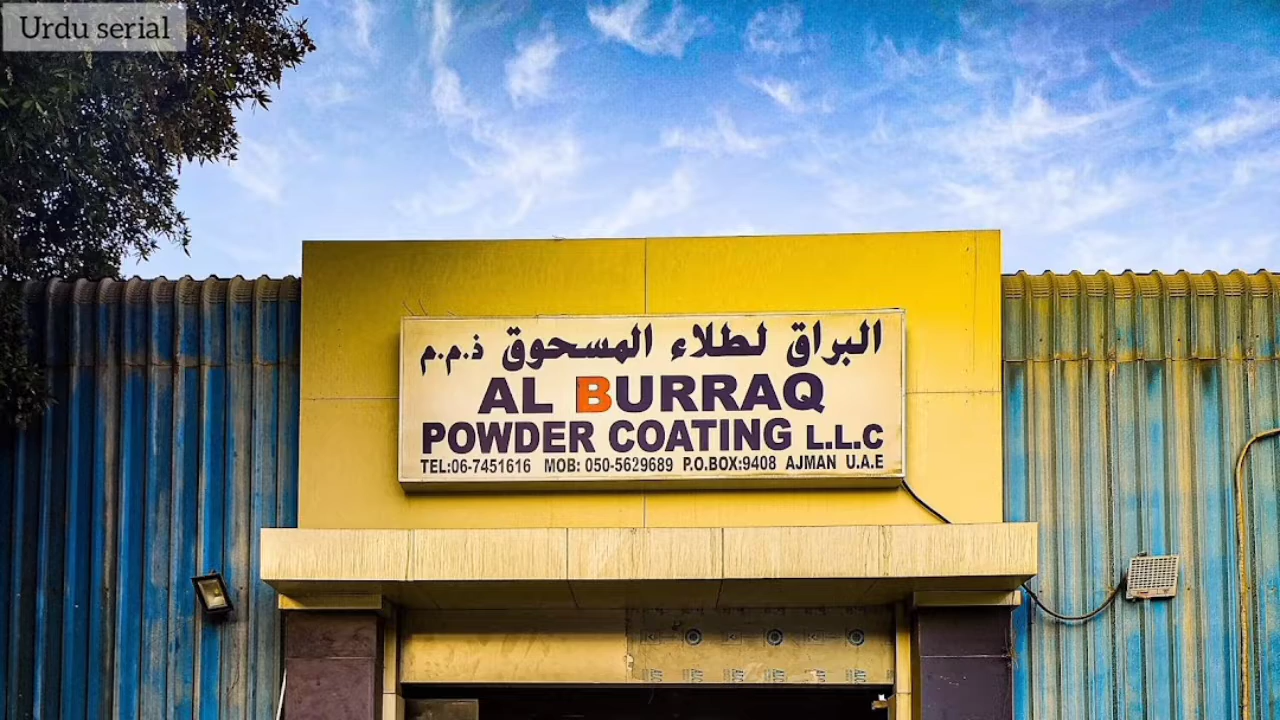 Urdu serial
البراق لطلاء المسحوق ذ.م.م
AL BURRAQ
POWDER COATING L.L.C
TEL:06-7451616 MOB: 050-5629689 P.O.BOX:9408 AJMAN U.A.E